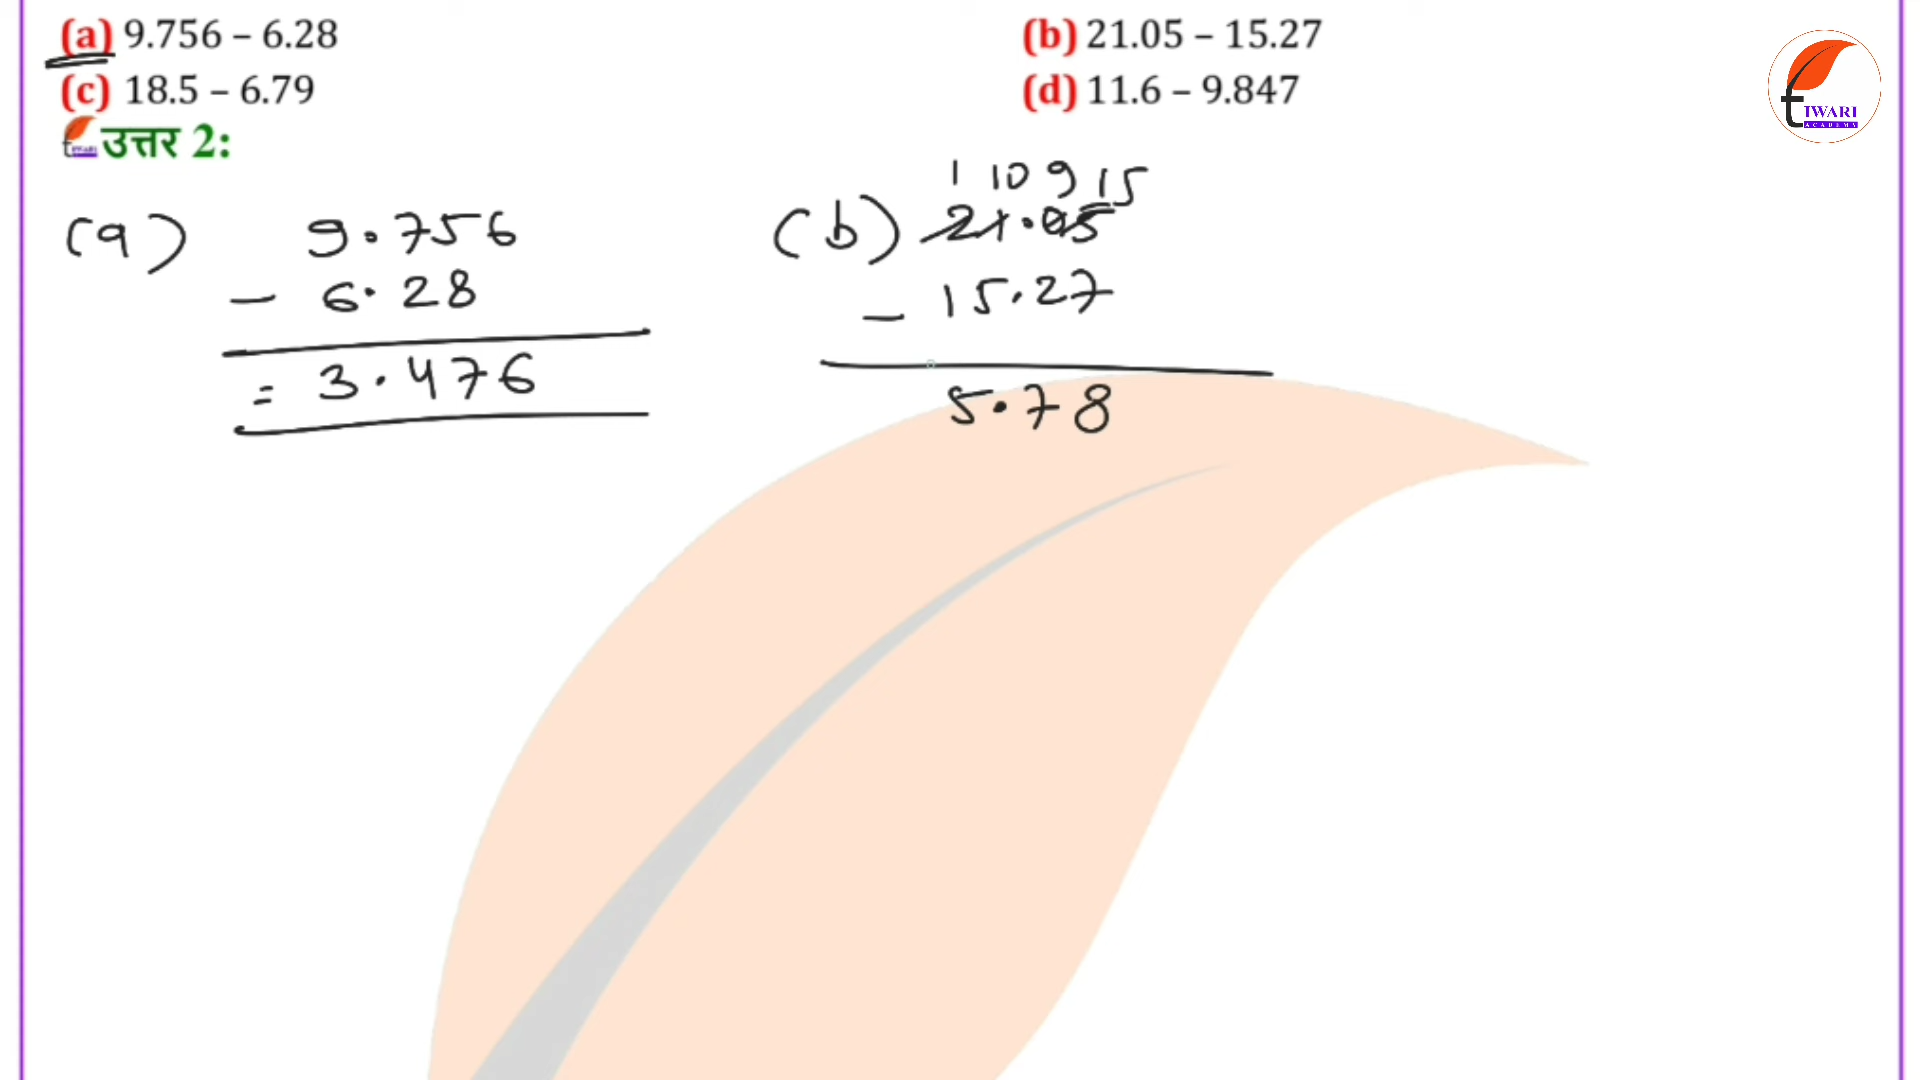 (a) 9.756 – 6.28
(b) 21.05 – 15.27
(c) 18.5 – 6.79
(d) 11.6 – 9.847
TIWARI
ACADEMY
उत्तर 2:
(a) 9.756
- 6.28
= 3.476
1 10 9 15
(b) 21.05
- 15.27
5.78